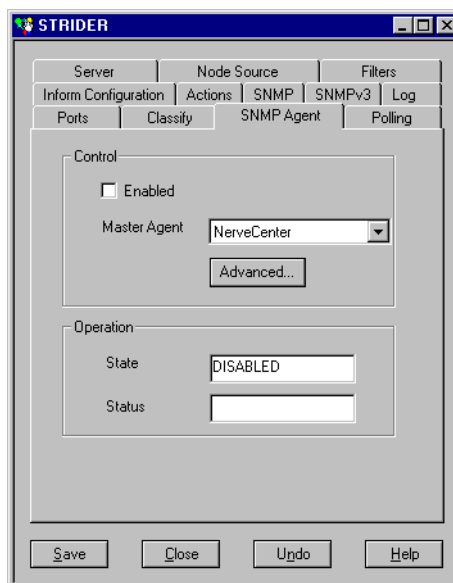 STRIDER
Server Node Source Filters
Inform Configuration Actions SNMP SNMPv3 Log
Ports Classify SNMP Agent Polling
Control
Enabled
Master Agent NerveCenter
Advanced...
Operation
State DISABLED
Status
Save Close Undo Help